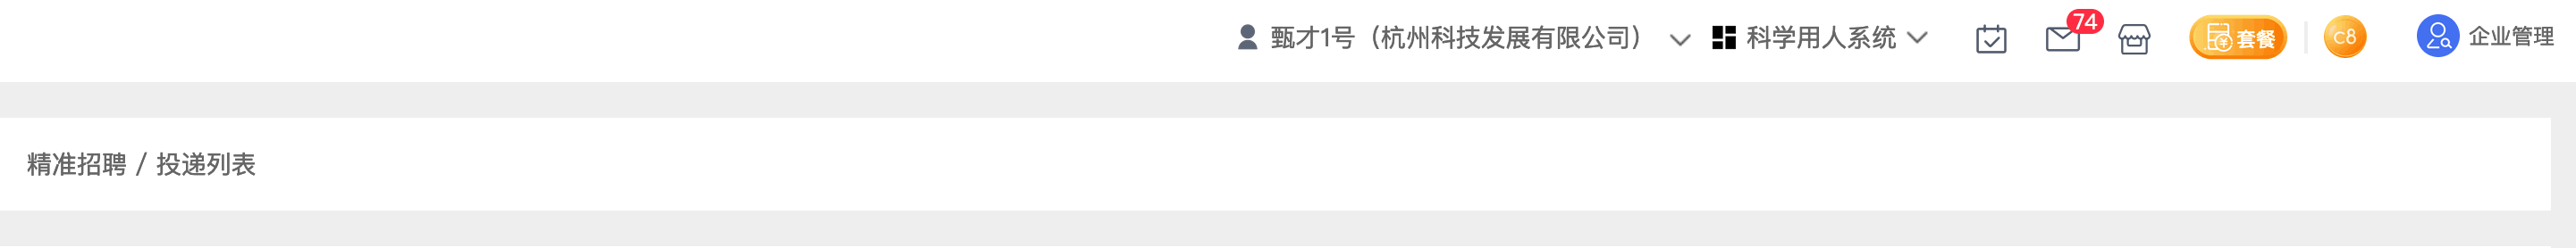 甄才1号（杭州科技发展有限公司） 科学用人系统 74 套餐 c8 企业管理
精准招聘 / 投递列表